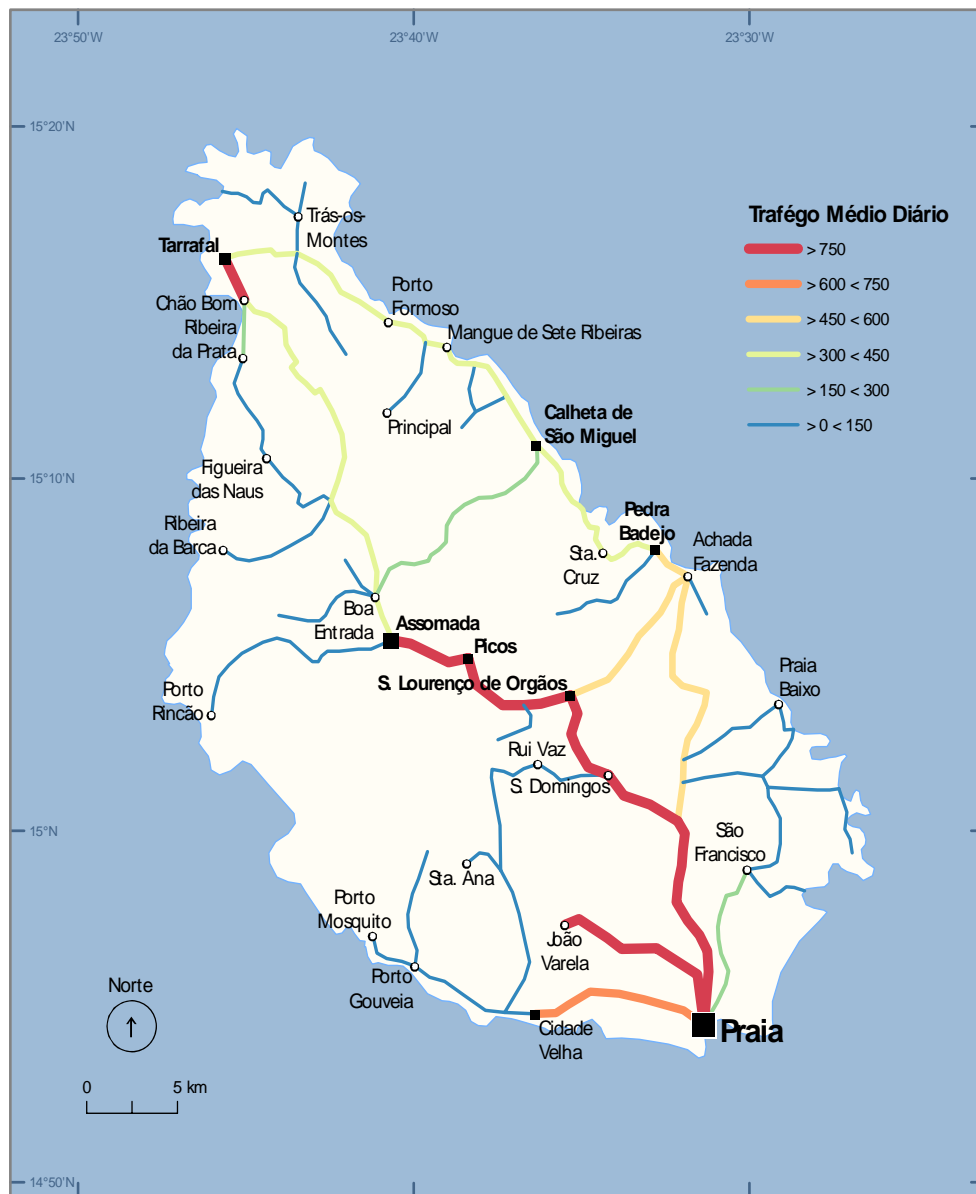 23°50'W
23°40'W
23°30'W
15°20'N
15°10'N
15°N
14°50'N
Trafégo Médio Diário
> 750
> 600 < 750
> 450 < 600
> 300 < 450
> 150 < 300
> 0 < 150
Trás-os-
Montes
Tarrafal
Chão Bom
Ribeira
da Prata
Porto
Formoso
Mangue de Sete Ribeiras
Principal
Calheta de
São Miguel
Figueira
das Naus
Ribeira
da Barca
Pedra
Badejo
Sta.
Cruz
Achada
Fazenda
Boa
Entrada
Assomada
Picos
S. Lourenço de Orgãos
Porto
Rincão
Praia
Baixo
Rui Vaz
S. Domingos
São
Francisco
Sta. Ana
Porto
Mosquito
João
Varela
Porto
Gouveia
Cidade
Velha
Praia
Norte
0 5 km